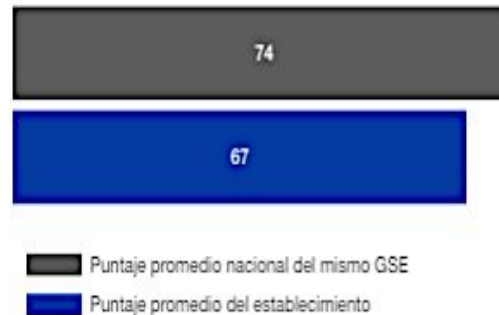 74
67
Puntaje promedio nacional del mismo GSE
Puntaje promedio del establecimiento